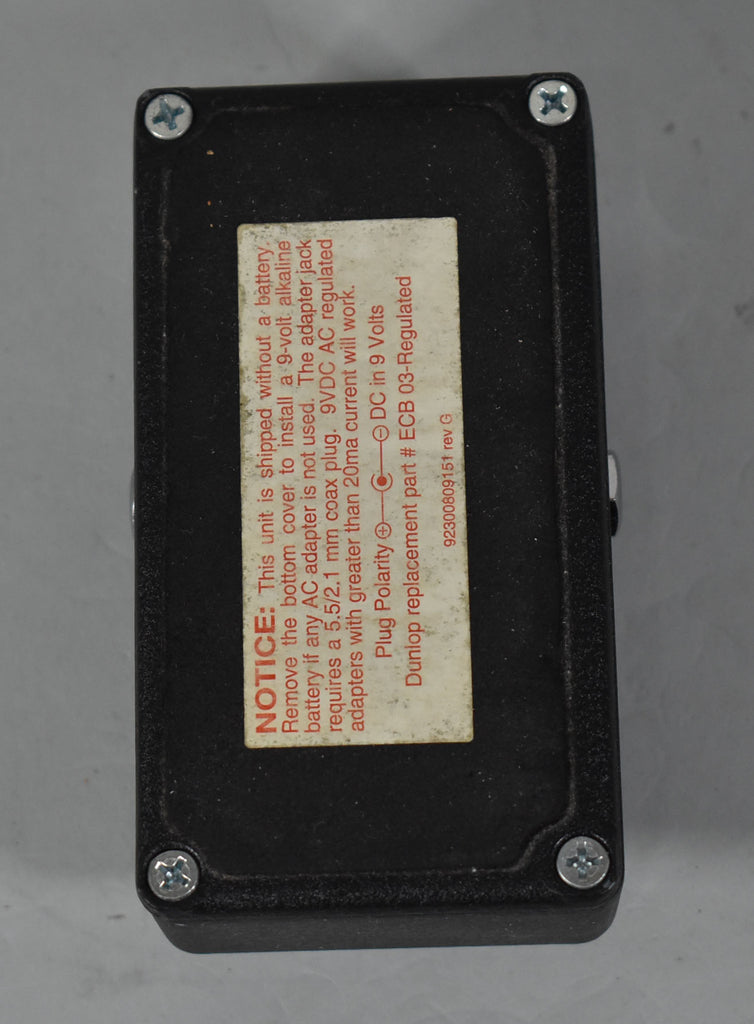 NOTICE: This unit is shipped without a battery.
Remove the bottom cover to install a 9-volt alkaline
battery if any AC adapter is not used. The adapter jack
requires a 5.5/2.1 mm coax plug. 9VDC AC regulated
adapters with greater than 20ma current will work.
Plug Polarity + - DC in 9 Volts
Dunlop replacement part # ECB 03-Regulated
92300809151 rev G